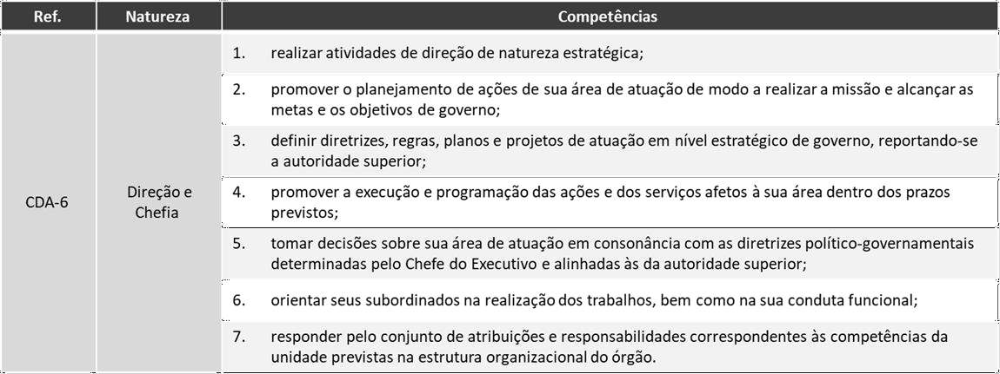 Ref.
Natureza
Competências
CDA-6
Direção e
Chefia
1. realizar atividades de direção de natureza estratégica;
2. promover o planejamento de ações de sua área de atuação de modo a realizar a missão e alcançar as
metas e os objetivos de governo;
3. definir diretrizes, regras, planos e projetos de atuação em nível estratégico de governo, reportando-se
a autoridade superior;
4. promover a execução e programação das ações e dos serviços afetos à sua área dentro dos prazos
previstos;
5. tomar decisões sobre sua área de atuação em consonância com as diretrizes político-governamentais
determinadas pelo Chefe do Executivo e alinhadas às da autoridade superior;
6. orientar seus subordinados na realização dos trabalhos, bem como na sua conduta funcional;
7. responder pelo conjunto de atribuições e responsabilidades correspondentes às competências da
unidade previstas na estrutura organizacional do órgão.